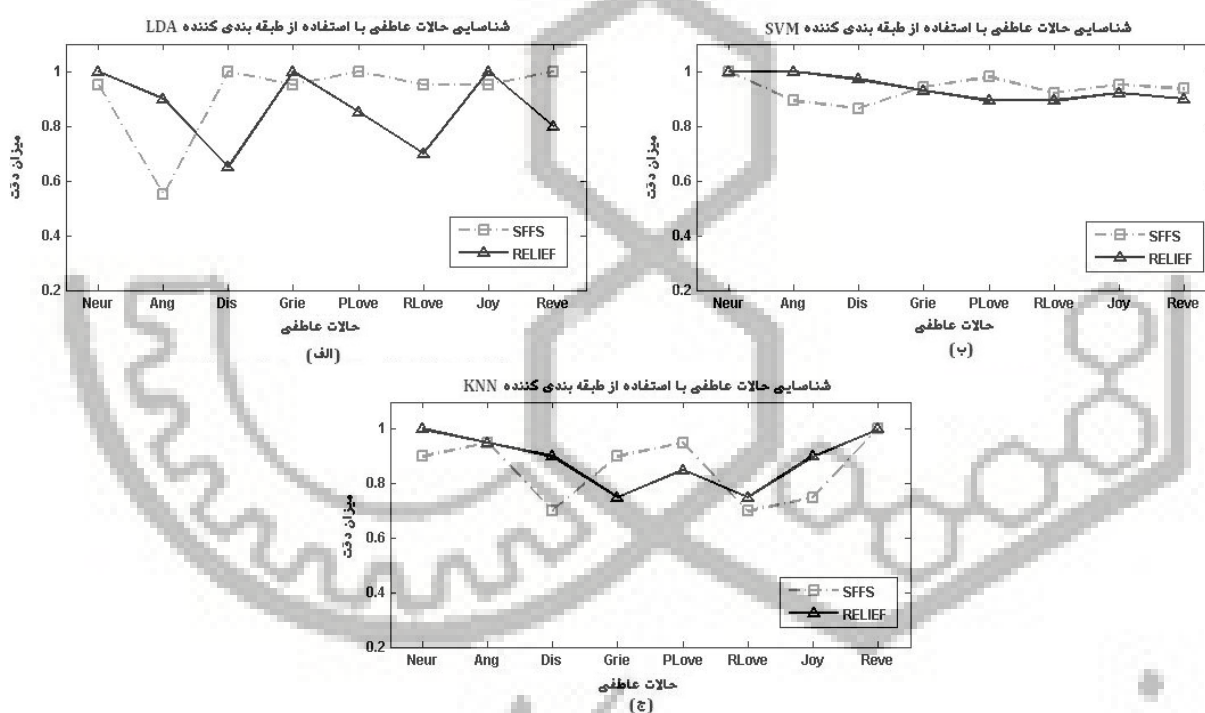 شناسایی حالات عاطفی با استفاده از طبقه بندی کننده LDA
میزان دقت
1
0.8
0.6
0.4
0.2
SFFS
RELIEF
Neur Ang Dis Grie PLove RLove Joy Reve
حالات عاطفی
(الف)
شناسایی حالات عاطفی با استفاده از طبقه بندی کننده SVM
میزان دقت
1
0.8
0.6
0.4
0.2
SFFS
RELIEF
Neur Ang Dis Grie PLove RLove Joy Reve
حالات عاطفی
(ب)
شناسایی حالات عاطفی با استفاده از طبقه بندی کننده KNN
میزان دقت
1
0.8
0.6
0.4
0.2
SFFS
RELIEF
Neur Ang Dis Grie PLove RLove Joy Reve
حالات عاطفی
(ج)